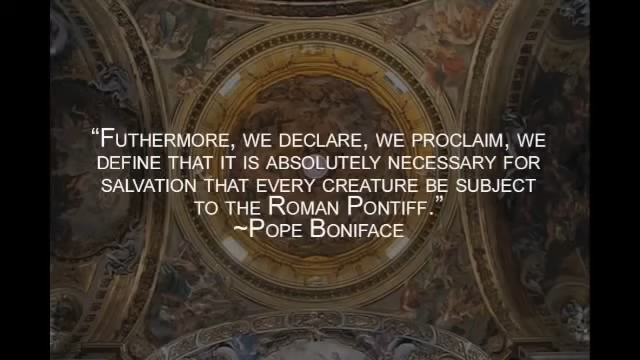 “Futhermore, we declare, we proclaim, we
define that it is absolutely necessary for
salvation that every creature be subject
to the Roman Pontiff.”
~Pope Boniface